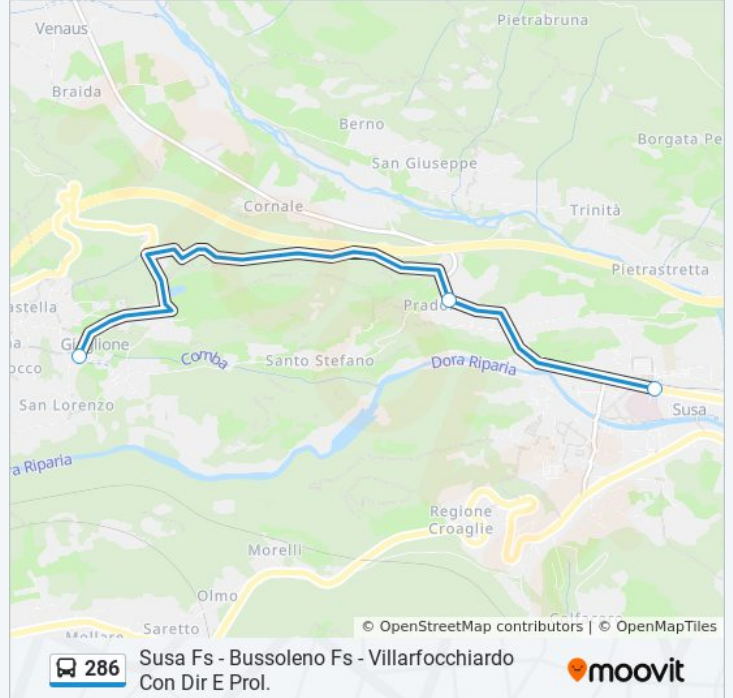 Pietrabruna
Venaus
Braida
Berno
Borgata Pe
San Giuseppe
Cornale
Trinità
Pietrastretta
astella
Prado
Gi glione
a
Comba
Santo Stefano
Dora Riparia
occo
San Lorenzo
Susa
ra Riparia
Regione
Croaglie
Morelli
Olmo
Saretto
© OpenStreetMap contributors | © OpenMapTiles
286
Susa Fs - Bussoleno Fs - Villarfocchiardo
Con Dir E Prol.
moovit